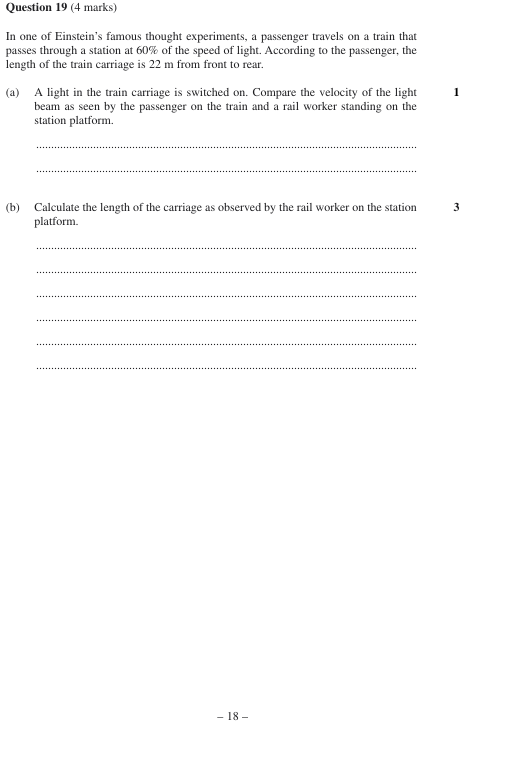 Question 19 (4 marks)
In one of Einstein's famous thought experiments, a passenger travels on a train that
passes through a station at 60% of the speed of light. According to the passenger, the
length of the train carriage is 22 m from front to rear.
(a) A light in the train carriage is switched on. Compare the velocity of the light 1
beam as seen by the passenger on the train and a rail worker standing on the
station platform.
(b) Calculate the length of the carriage as observed by the rail worker on the station 3
platform.
– 18 –